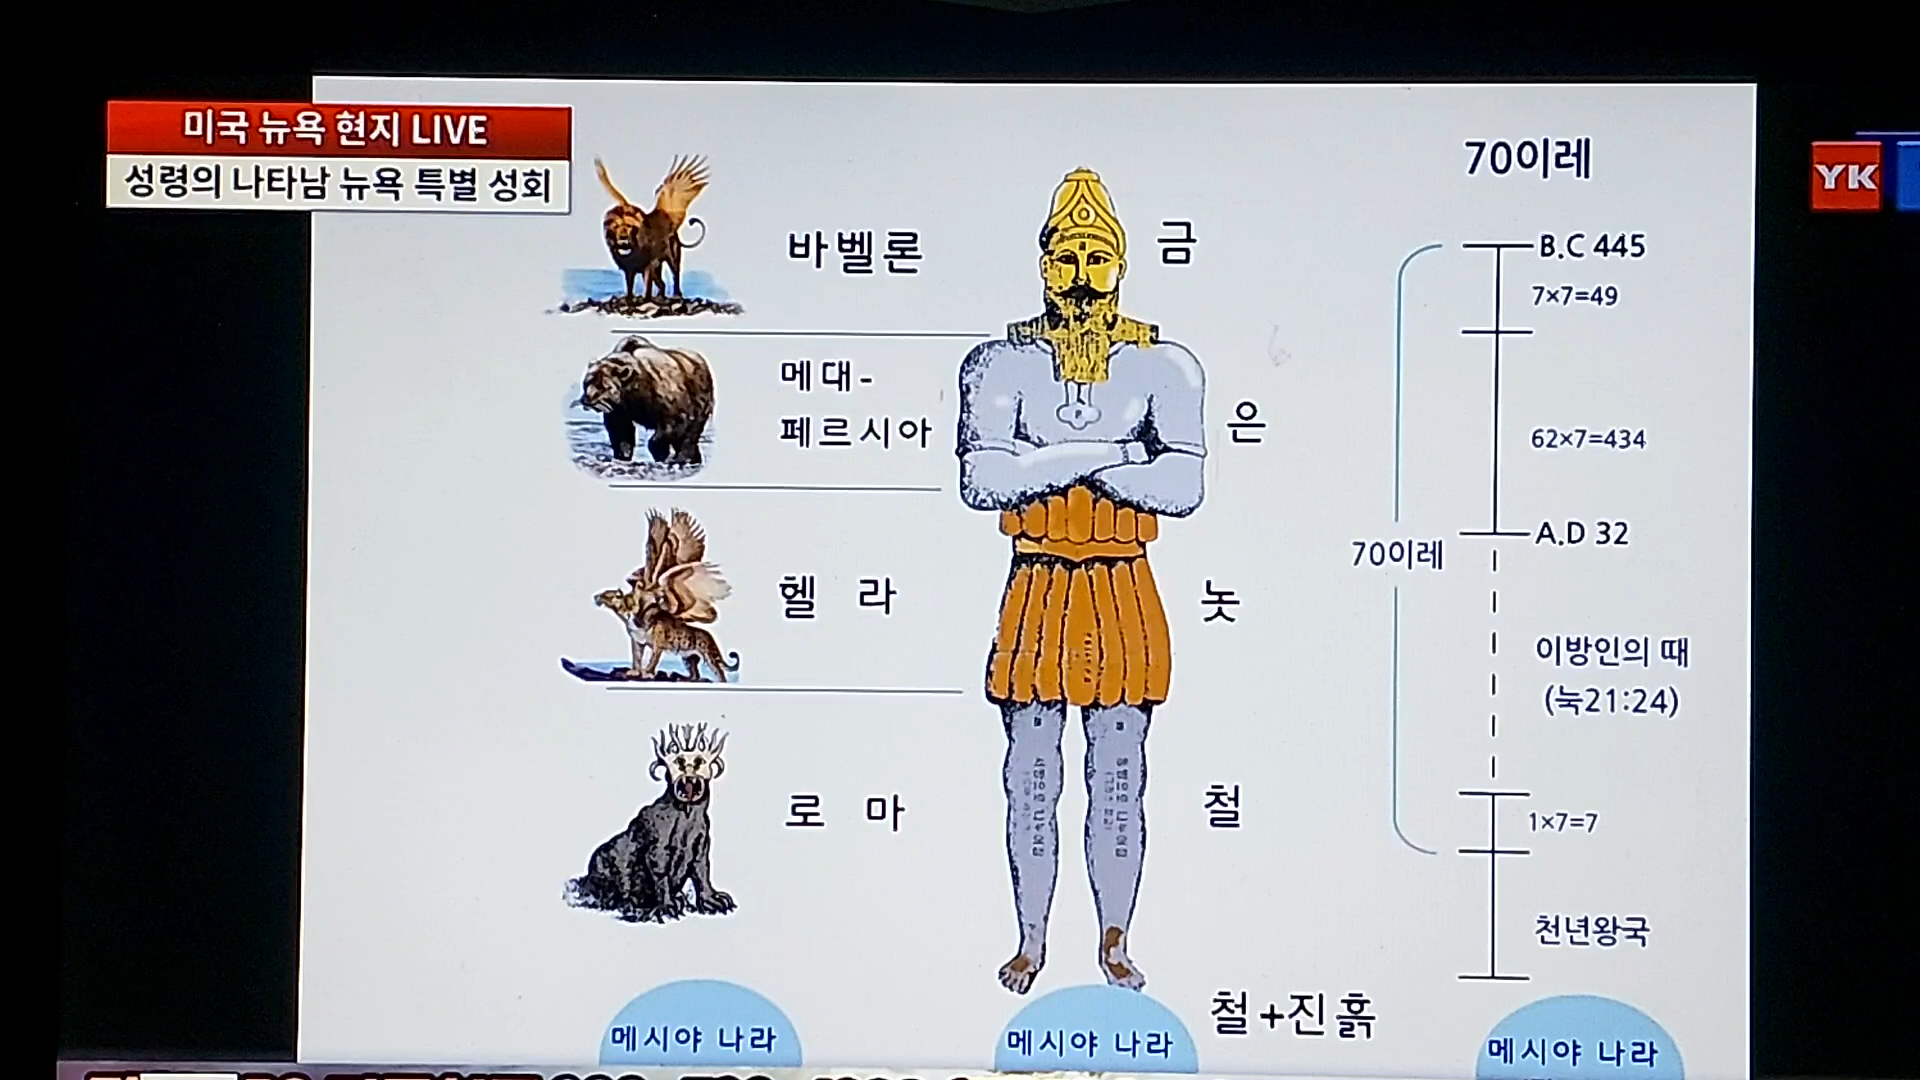 미국 뉴욕 현지 LIVE
성령의 나타남 뉴욕 특별 성회
YK
70이레
바벨론
금
B.C 445
7×7=49
메대-
페르시아
은
62×7=434
A.D 32
70이레
헬 라
놋
이방인의 때
(눅21:24)
로 마
철
1×7=7
천년왕국
철+진흙
메시야 나라
메시야 나라
메시야 나라